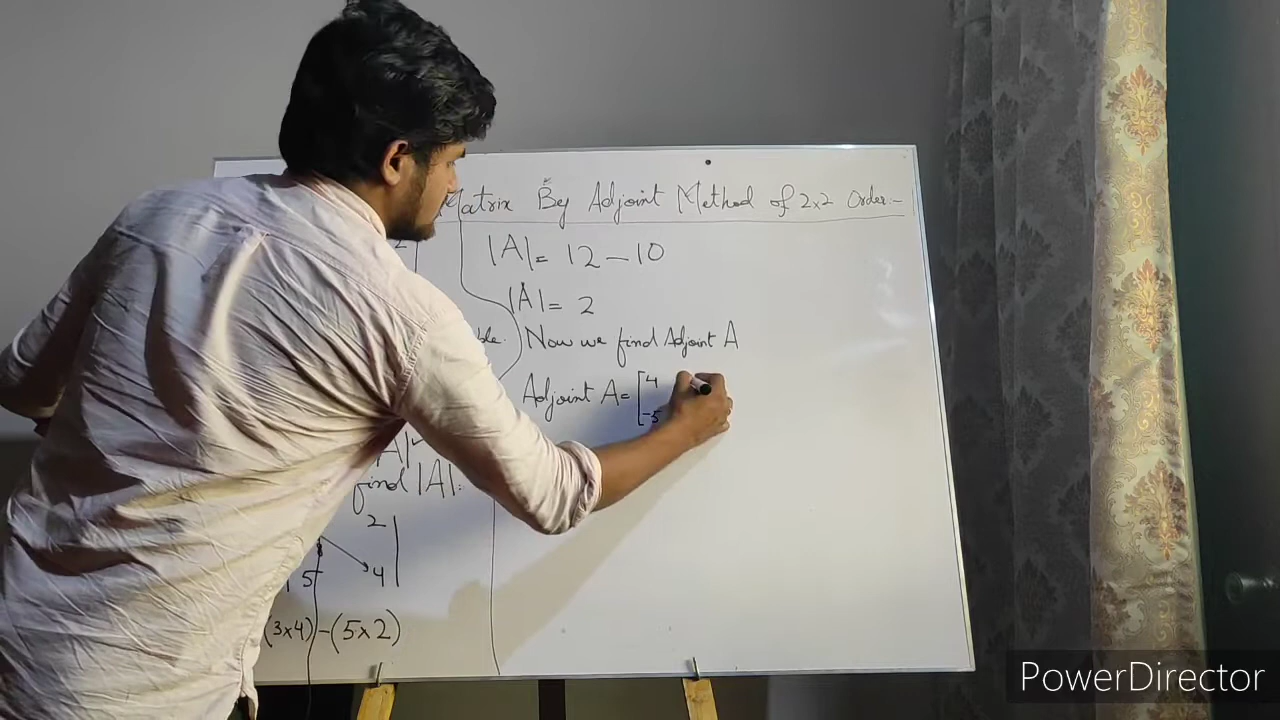 Matrix By Adjoint Method of 2x2 Order-
2
A|
find |A|:
2
5 4
(3x4)-(5x2)
|A|= 12-10
|A|= 2
Now we find Adjoint A
Adjoint A= [4
-5
PowerDirector